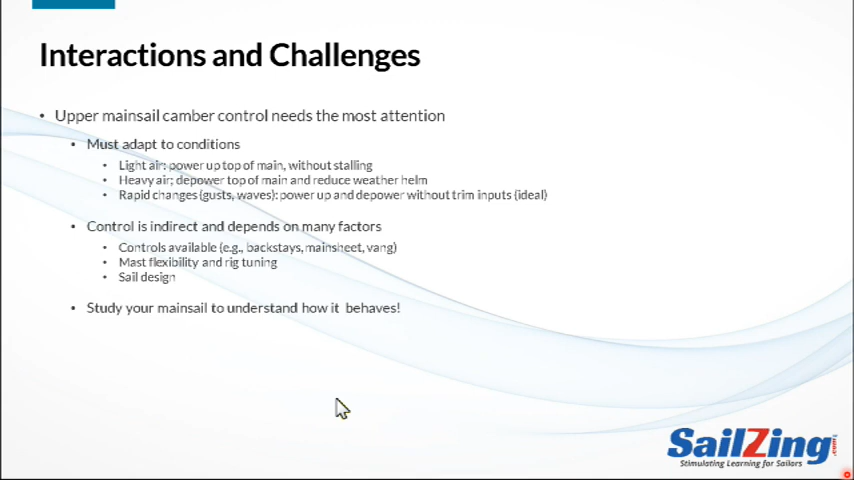 Interactions and Challenges
• Upper mainsail camber control needs the most attention
• Must adapt to conditions
• Light air: power up top of main, without stalling
• Heavy air: depower top of main and reduce weather helm
• Rapid changes (gusts, waves): power up and depower without trim inputs (ideal)
• Control is indirect and depends on many factors
• Controls available (e.g., backstays, mainsheet, vang)
• Mast flexibility and rig tuning
• Sail design
• Study your mainsail to understand how it behaves!
SailZing.com
Stimulating Learning for Sailors